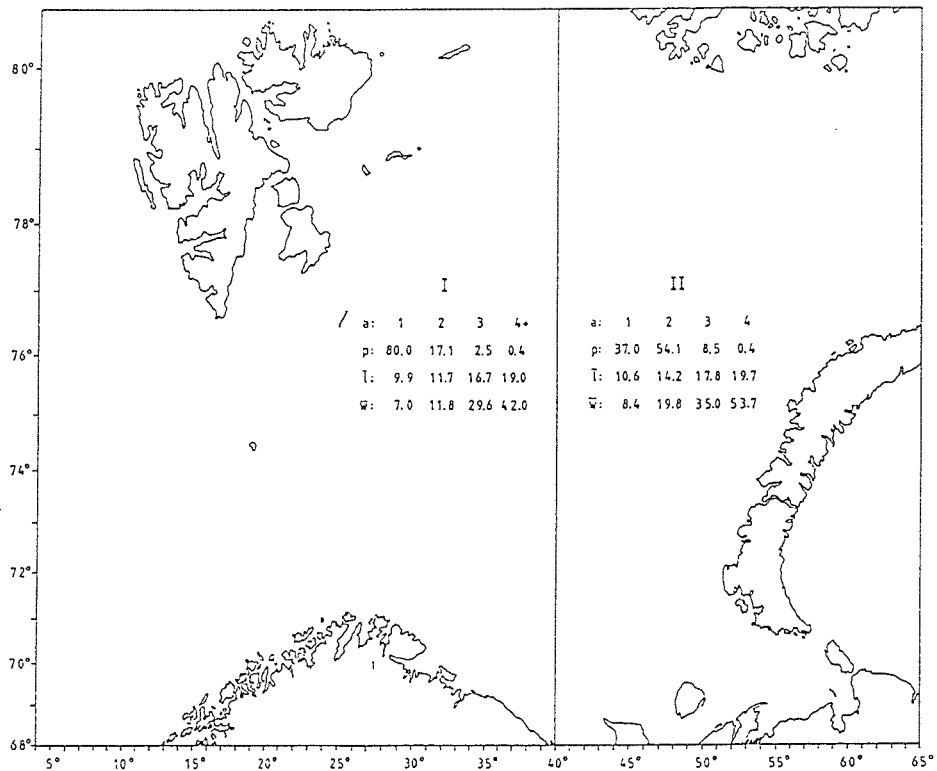 80°
78°
76°
74°
72°
70°
68°
I
a: 1 2 3 4+
p: 80.0 17.1 2.5 0.4
l̄: 9.9 11.7 16.7 19.0
w̄: 7.0 11.8 29.6 42.0
II
a: 1 2 3 4
p: 37.0 54.1 8.5 0.4
l̄: 10.6 14.2 17.8 19.7
w̄: 8.4 19.8 35.0 53.7
5° 10° 15° 20° 25° 30° 35° 40° 45° 50° 55° 60° 65°